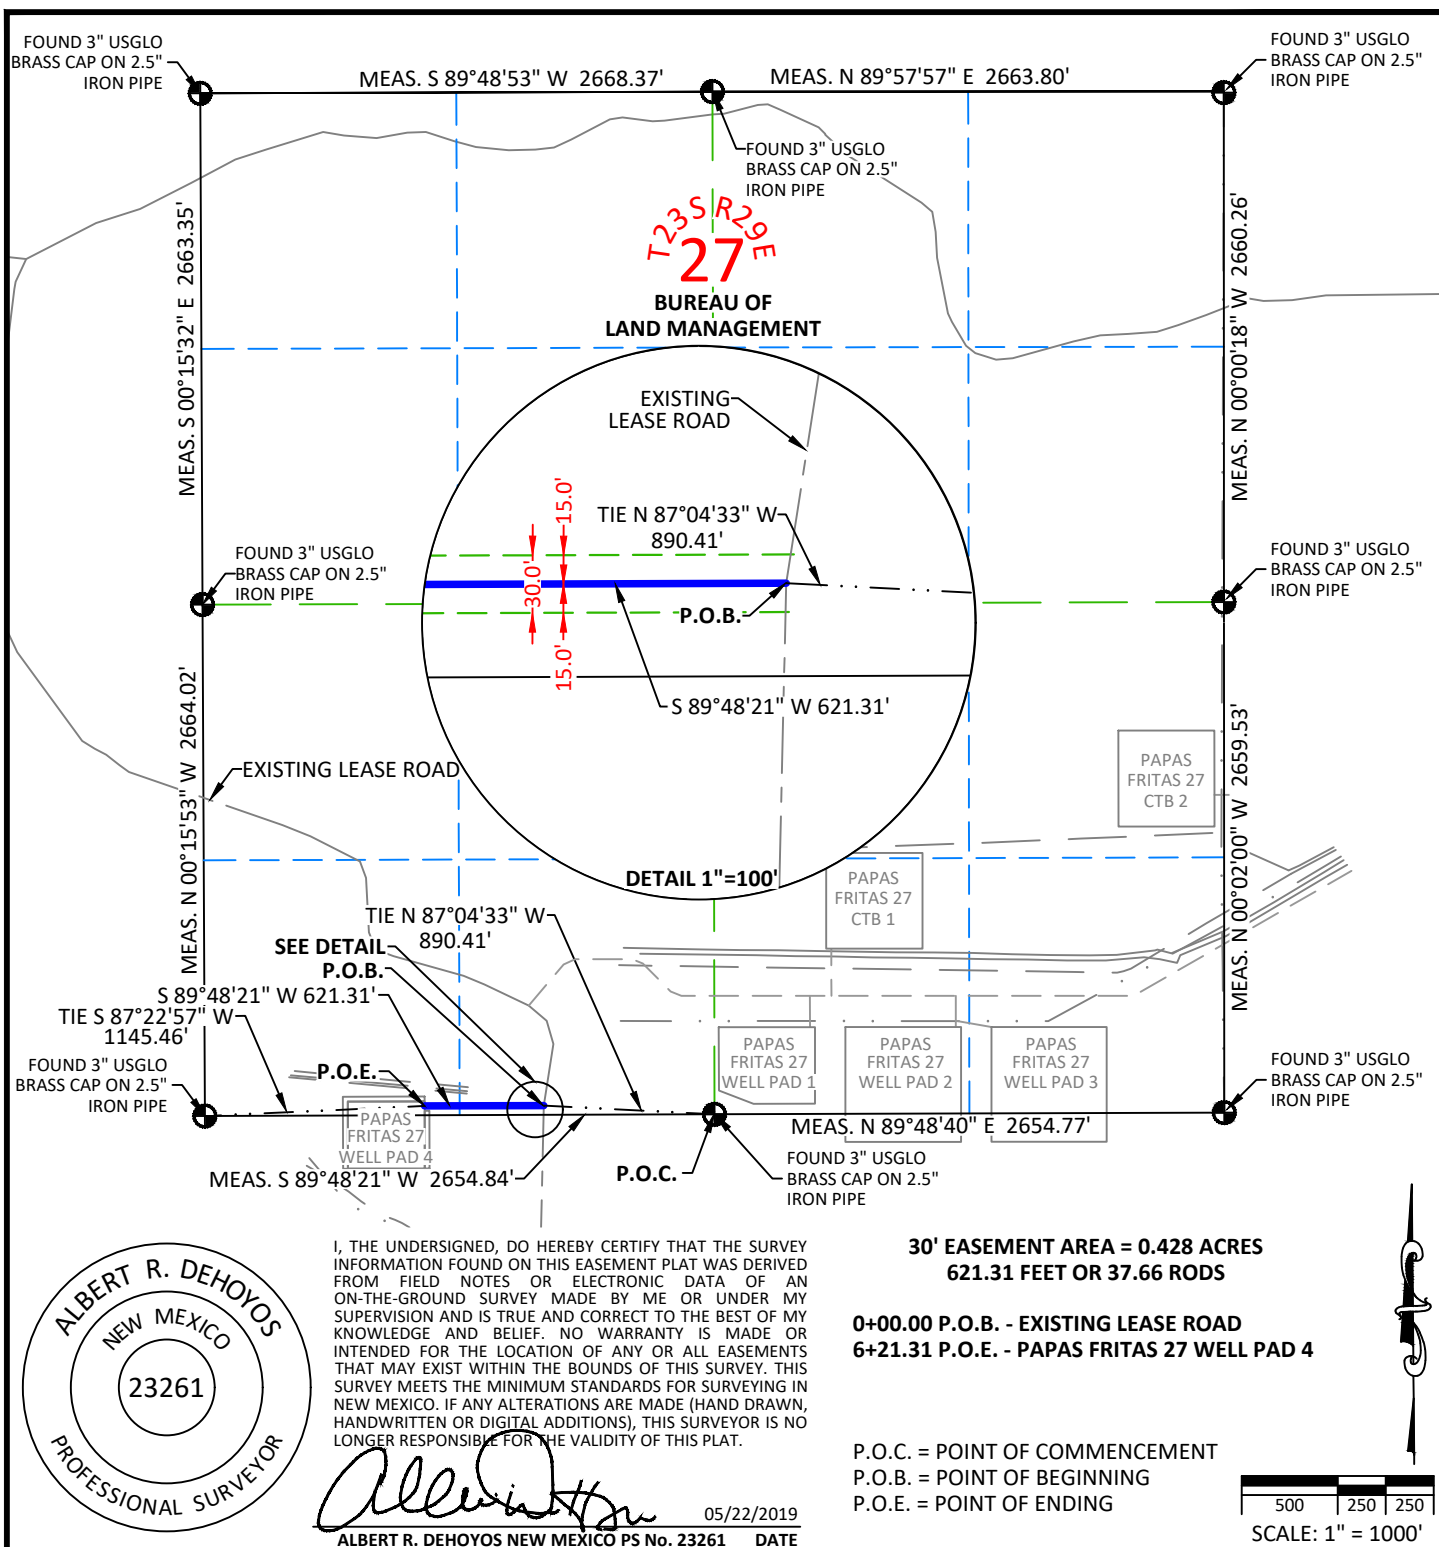 FOUND 3" USGLO
BRASS CAP ON 2.5"
IRON PIPE
MEAS. S 89°48'53" W 2668.37'
MEAS. N 89°57'57" E 2663.80'
FOUND 3" USGLO
BRASS CAP ON 2.5"
IRON PIPE
FOUND 3" USGLO
BRASS CAP ON 2.5"
IRON PIPE
T23S R29E
27
BUREAU OF
LAND MANAGEMENT
MEAS. S 00°15'32" E 2663.35'
MEAS. N 00°00'18" W 2660.26'
EXISTING
LEASE ROAD
TIE N 87°04'33" W
890.41'
15.0'
30.0'
15.0'
P.O.B.
S 89°48'21" W 621.31'
DETAIL 1"=100'
FOUND 3" USGLO
BRASS CAP ON 2.5"
IRON PIPE
FOUND 3" USGLO
BRASS CAP ON 2.5"
IRON PIPE
MEAS. N 00°15'53" W 2664.02'
MEAS. N 00°02'00" W 2659.53'
EXISTING LEASE ROAD
PAPAS
FRITAS 27
CTB 2
PAPAS
FRITAS 27
CTB 1
TIE N 87°04'33" W
890.41'
SEE DETAIL
P.O.B.
S 89°48'21" W 621.31'
TIE S 87°22'57" W
1145.46'
FOUND 3" USGLO
BRASS CAP ON 2.5"
IRON PIPE
P.O.E.
PAPAS
FRITAS 27
WELL PAD 4
PAPAS
FRITAS 27
WELL PAD 1
PAPAS
FRITAS 27
WELL PAD 2
PAPAS
FRITAS 27
WELL PAD 3
FOUND 3" USGLO
BRASS CAP ON 2.5"
IRON PIPE
MEAS. N 89°48'40" E 2654.77'
MEAS. S 89°48'21" W 2654.84'
P.O.C.
FOUND 3" USGLO
BRASS CAP ON 2.5"
IRON PIPE
ALBERT R. DEHOYOS
NEW MEXICO
23261
PROFESSIONAL SURVEYOR
I, THE UNDERSIGNED, DO HEREBY CERTIFY THAT THE SURVEY
INFORMATION FOUND ON THIS EASEMENT PLAT WAS DERIVED
FROM FIELD NOTES OR ELECTRONIC DATA OF AN
ON-THE-GROUND SURVEY MADE BY ME OR UNDER MY
SUPERVISION AND IS TRUE AND CORRECT TO THE BEST OF MY
KNOWLEDGE AND BELIEF. NO WARRANTY IS MADE OR
INTENDED FOR THE LOCATION OF ANY OR ALL EASEMENTS
THAT MAY EXIST WITHIN THE BOUNDS OF THIS SURVEY. THIS
SURVEY MEETS THE MINIMUM STANDARDS FOR SURVEYING IN
NEW MEXICO. IF ANY ALTERATIONS ARE MADE (HAND DRAWN,
HANDWRITTEN OR DIGITAL ADDITIONS), THIS SURVEYOR IS NO
LONGER RESPONSIBLE FOR THE VALIDITY OF THIS PLAT.
05/22/2019
ALBERT R. DEHOYOS NEW MEXICO PS No. 23261 DATE
30' EASEMENT AREA = 0.428 ACRES
621.31 FEET OR 37.66 RODS
0+00.00 P.O.B. - EXISTING LEASE ROAD
6+21.31 P.O.E. - PAPAS FRITAS 27 WELL PAD 4
P.O.C. = POINT OF COMMENCEMENT
P.O.B. = POINT OF BEGINNING
P.O.E. = POINT OF ENDING
500 250 250
SCALE: 1" = 1000'